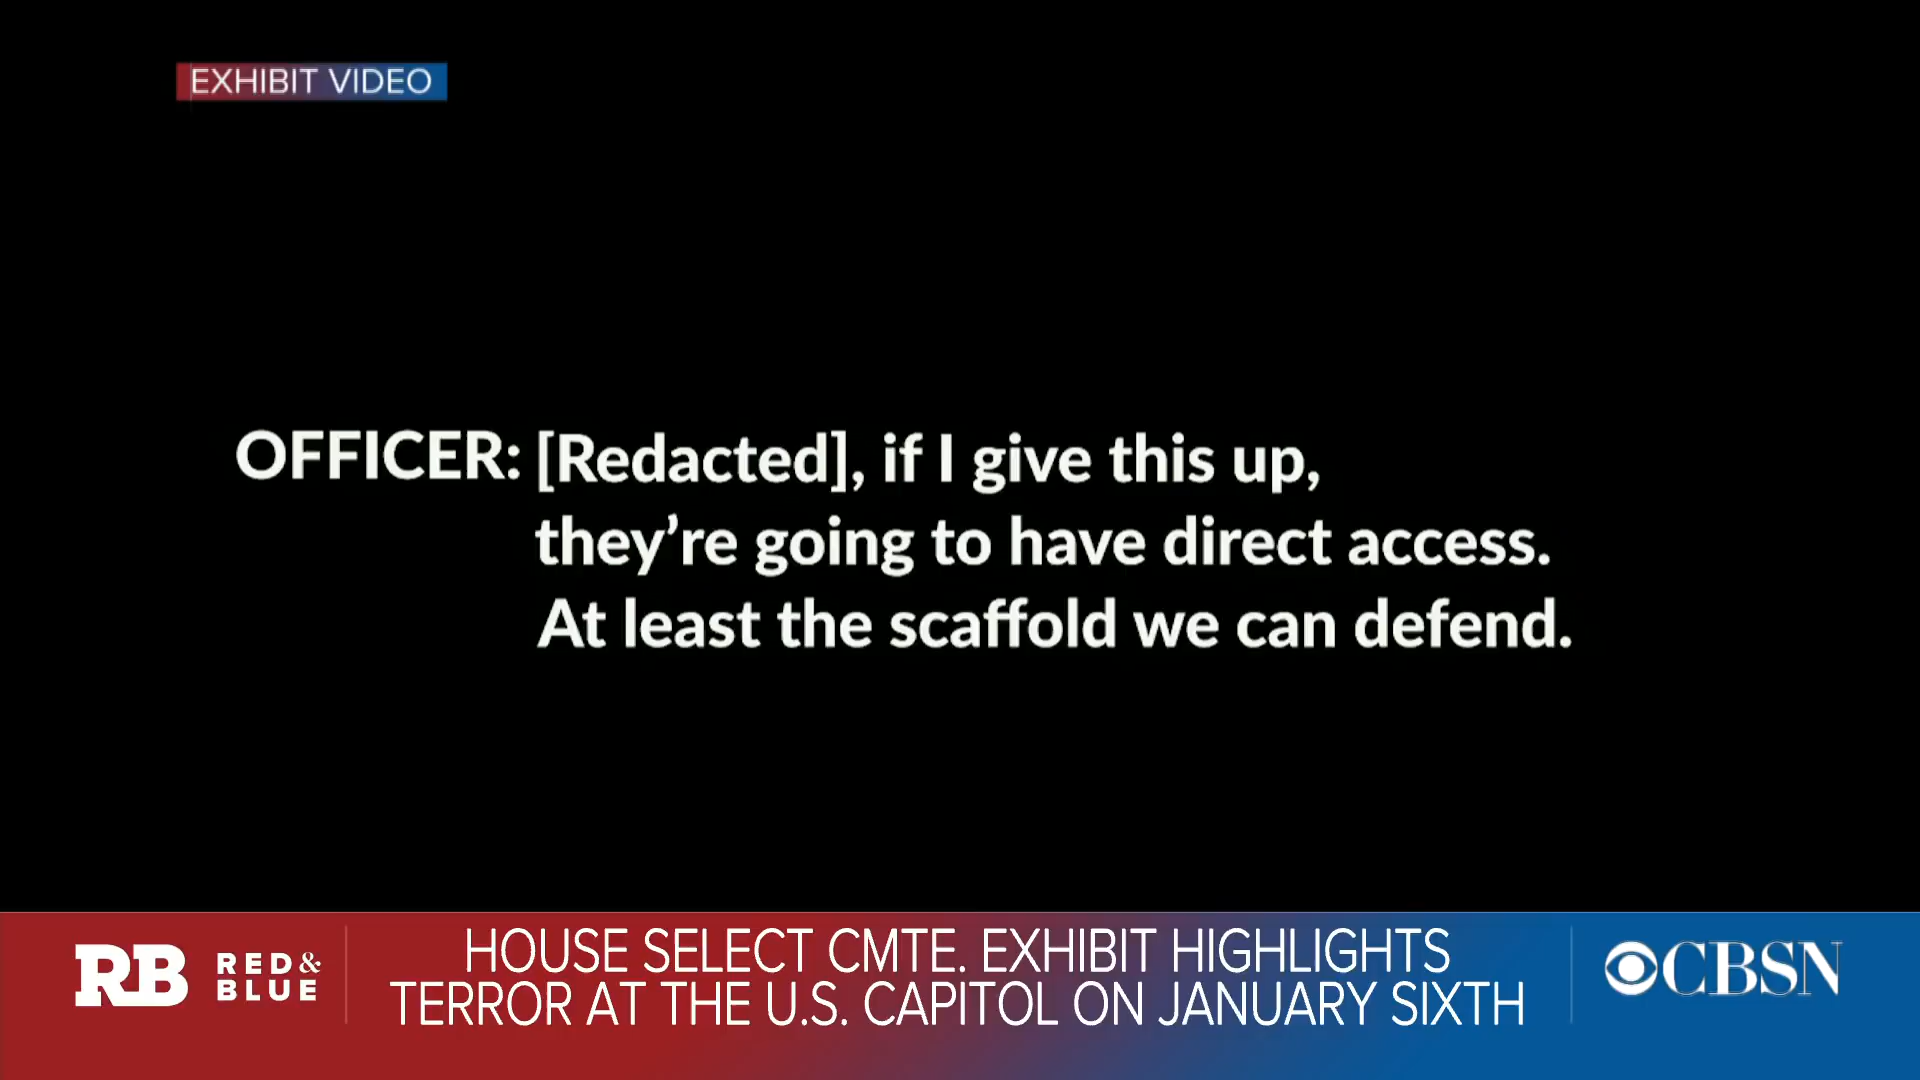 EXHIBIT VIDEO
OFFICER: [Redacted], if I give this up,
they’re going to have direct access.
At least the scaffold we can defend.
RB RED&
BLUE
HOUSE SELECT CMTE. EXHIBIT HIGHLIGHTS
TERROR AT THE U.S. CAPITOL ON JANUARY SIXTH
CBSN